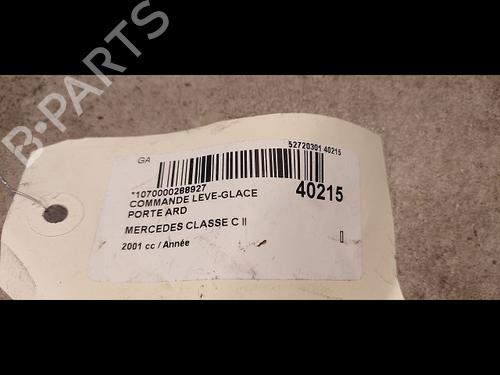 B-PARTS
GA
52720301 40215
*1070000288927
40215
COMMANDE LEVE-GLACE
PORTE ARD
MERCEDES CLASSE C II
2001 cc / Année